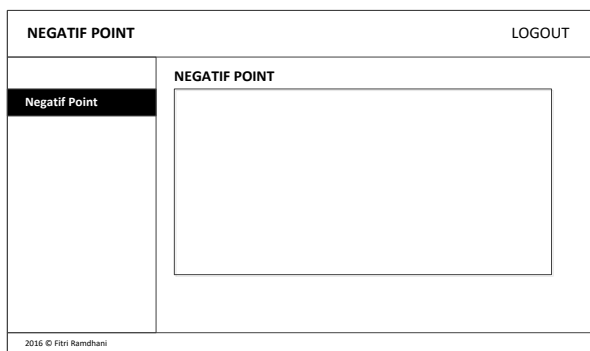 NEGATIF POINT
LOGOUT
NEGATIF POINT
Negatif Point
2016 © Fitri Ramdhani